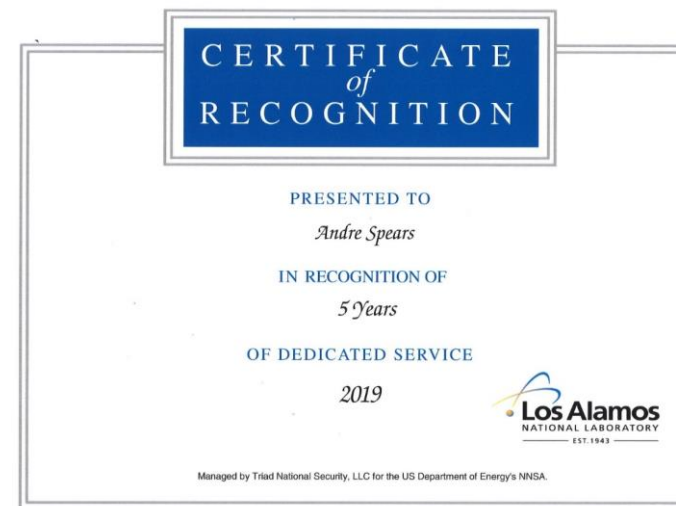 CERTIFICATE
of
RECOGNITION
PRESENTED TO
Andre Spears
IN RECOGNITION OF
5 Years
OF DEDICATED SERVICE
2019
Los Alamos
NATIONAL LABORATORY
EST.1943
Managed by Triad National Security, LLC for the US Department of Energy's NNSA.